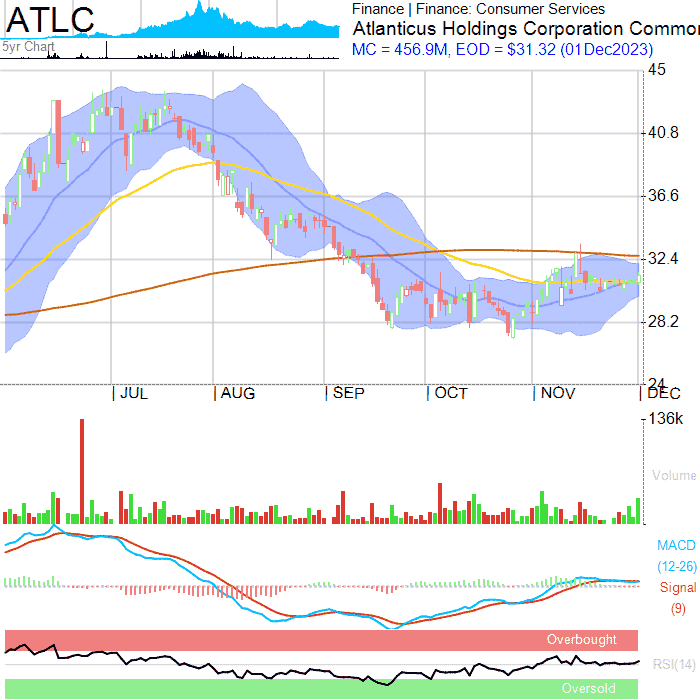 ATLC
5yr Chart
Finance | Finance: Consumer Services
Atlanticus Holdings Corporation Common
MC = 456.9M, EOD = $31.32 (01Dec2023)
45
40.8
36.6
32.4
28.2
24
JUL AUG SEP OCT NOV DEC
136k
Volume
MACD
(12-26)
Signal
(9)
Overbought
RSI(14)
Oversold